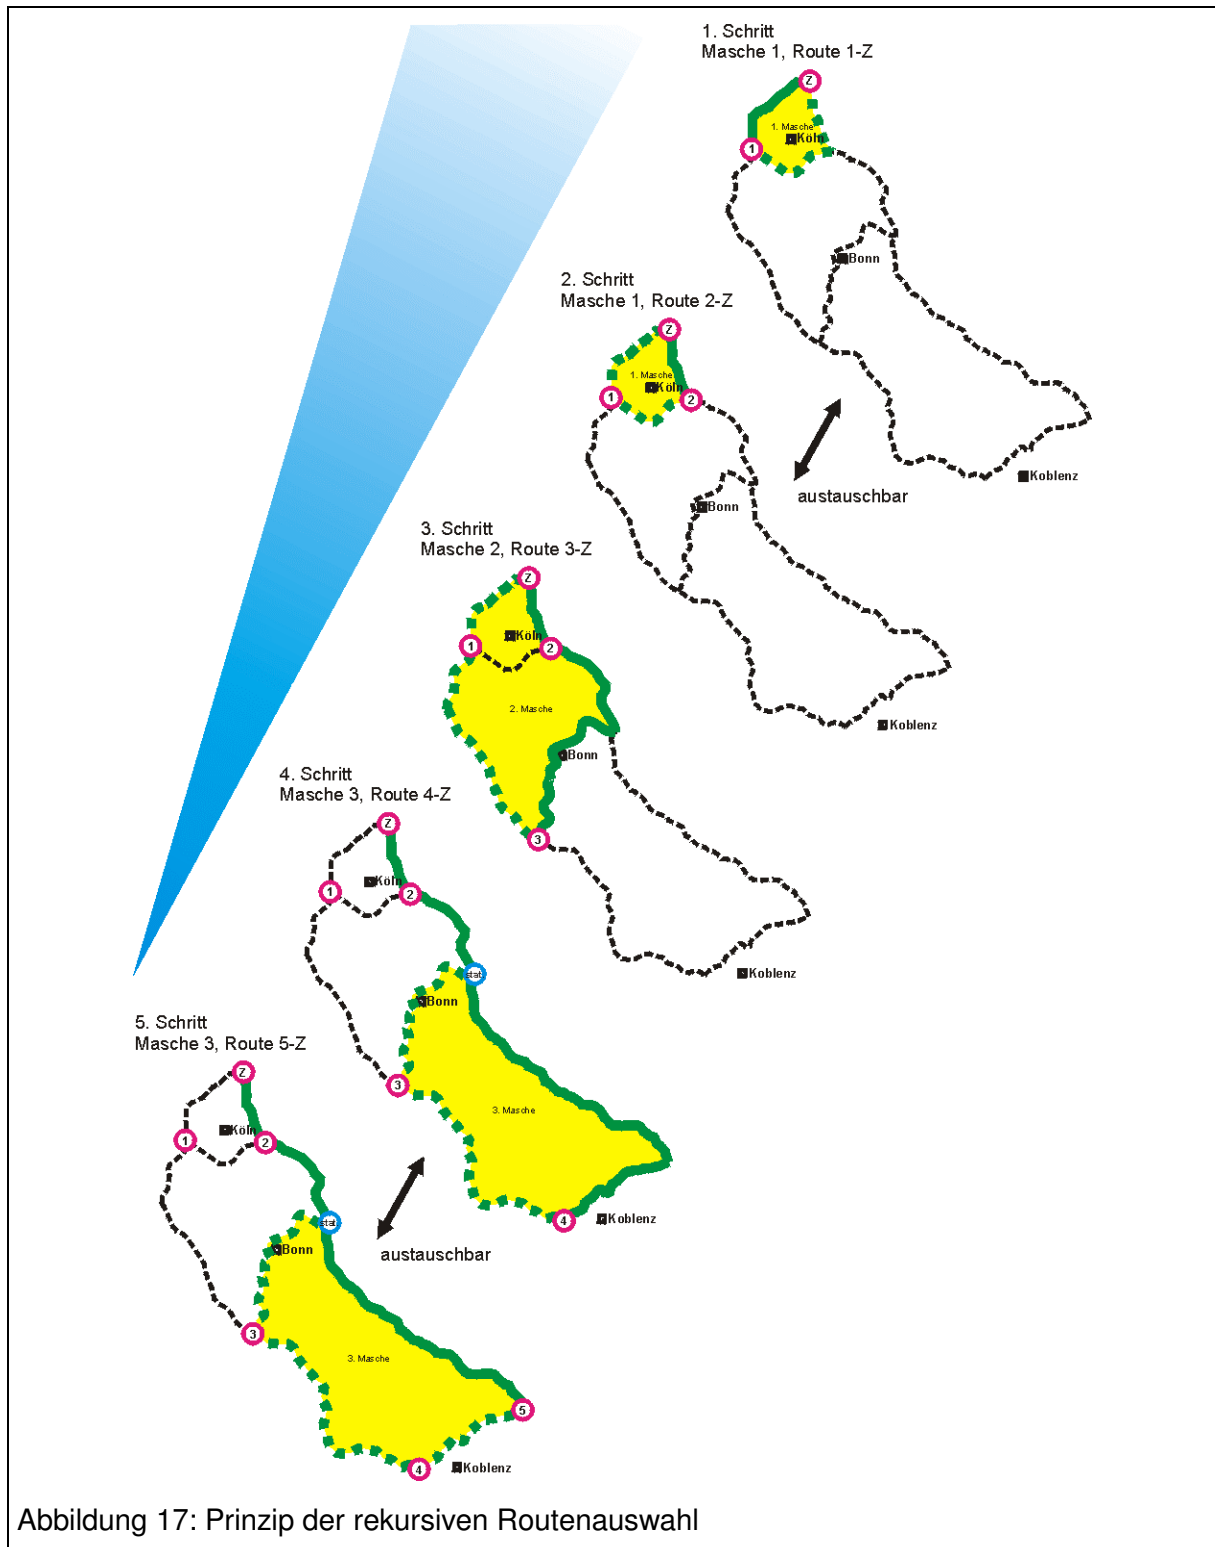 1. Schritt
Masche 1, Route 1-Z
Z
1. Masche
Köln
1
Bonn
Koblenz
2. Schritt
Masche 1, Route 2-Z
Z
1. Masche
Köln
1
2
Bonn
Koblenz
austauschbar
3. Schritt
Masche 2, Route 3-Z
Z
Köln
1
2
2. Masche
Bonn
3
Koblenz
4. Schritt
Masche 3, Route 4-Z
Z
Köln
1
2
stat.
Bonn
3
3. Masche
4
Koblenz
5. Schritt
Masche 3, Route 5-Z
Z
Köln
1
2
stat.
Bonn
3
3. Masche
5
4
Koblenz
austauschbar
Abbildung 17: Prinzip der rekursiven Routenauswahl